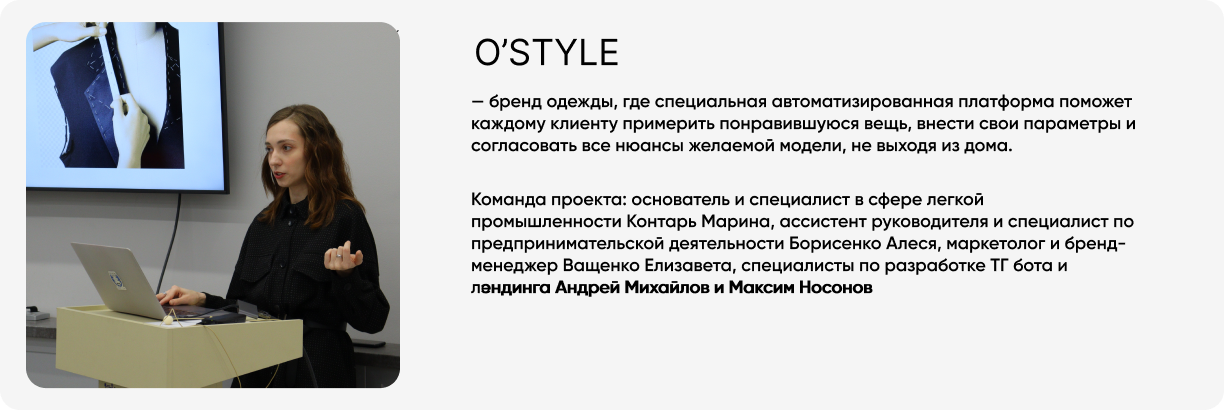 O’STYLE
— бренд одежды, где специальная автоматизированная платформа поможет
каждому клиенту примерить понравившуюся вещь, внести свои параметры и
согласовать все нюансы желаемой модели, не выходя из дома.
Команда проекта: основатель и специалист в сфере легкой
промышленности Контарь Марина, ассистент руководителя и специалист по
предпринимательской деятельности Борисенко Алеся, маркетолог и бренд-
менеджер Ващенко Елизавета, специалисты по разработке ТГ бота и
лэндинга Андрей Михайлов и Максим Носонов